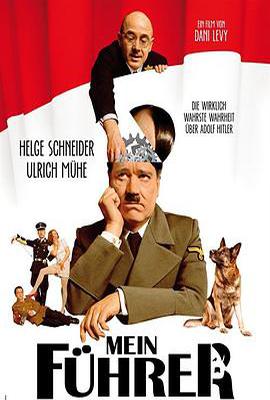 EIN FILM VON
DANI LEVY
HELGE SCHNEIDER
ULRICH MÜHE
DIE WIRKLICH
WAHRSTE WAHRHEIT
ÜBER ADOLF HITLER
MEIN
FÜHRER